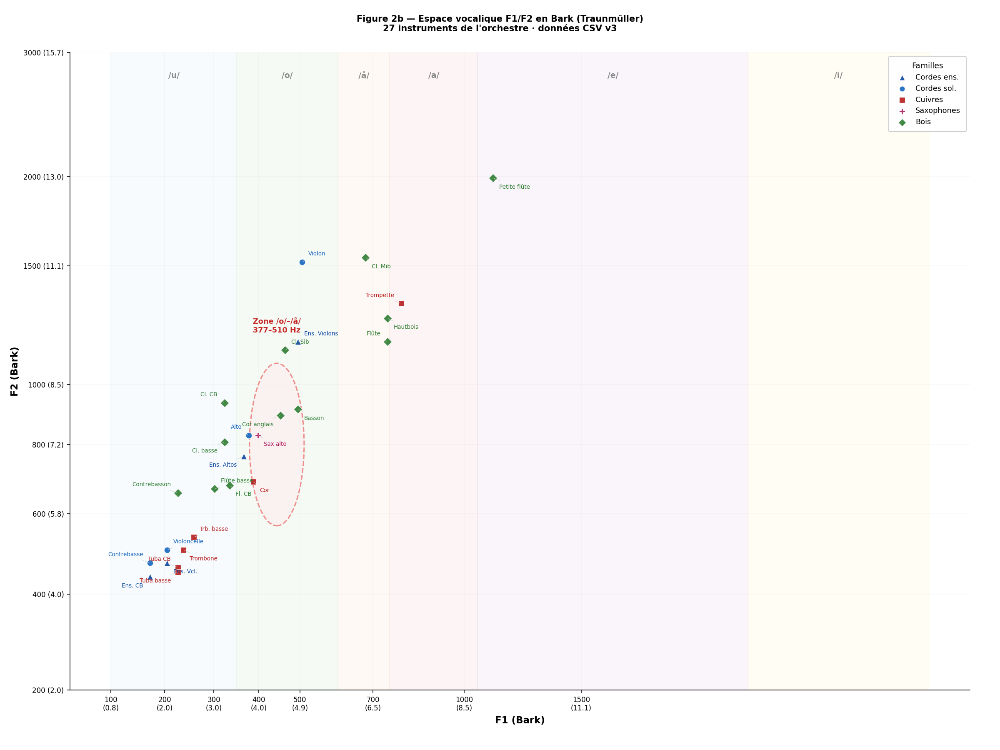 Figure 2b — Espace vocalique F1/F2 en Bark (Traunmüller)
27 instruments de l'orchestre · données CSV v3
3000 (15.7)
2000 (13.0)
1500 (11.1)
1000 (8.5)
800 (7.2)
600 (5.8)
400 (4.0)
200 (2.0)
F2 (Bark)
/u/
/o/
/å/
/a/
/e/
/i/
Familles
Cordes ens.
Cordes sol.
Cuivres
Saxophones
Bois
Petite flûte
Violon
Cl. Mib
Trompette
Zone /o/–/å/
377–510 Hz
Hautbois
Ens. Violons
Flûte
Cl. Sib
Cl. CB
Basson
Cor anglais
Alto
Sax alto
Cl. basse
Ens. Altos
Flûte basse
Contrebasson
Cor
Fl. CB
Trb. basse
Violoncelle
Contrebasse
Tuba CB
Trombone
Ens. Vcl.
Tuba basse
Ens. CB
100
(0.8)
200
(2.0)
300
(3.0)
400
(4.0)
500
(4.9)
700
(6.5)
1000
(8.5)
1500
(11.1)
F1 (Bark)